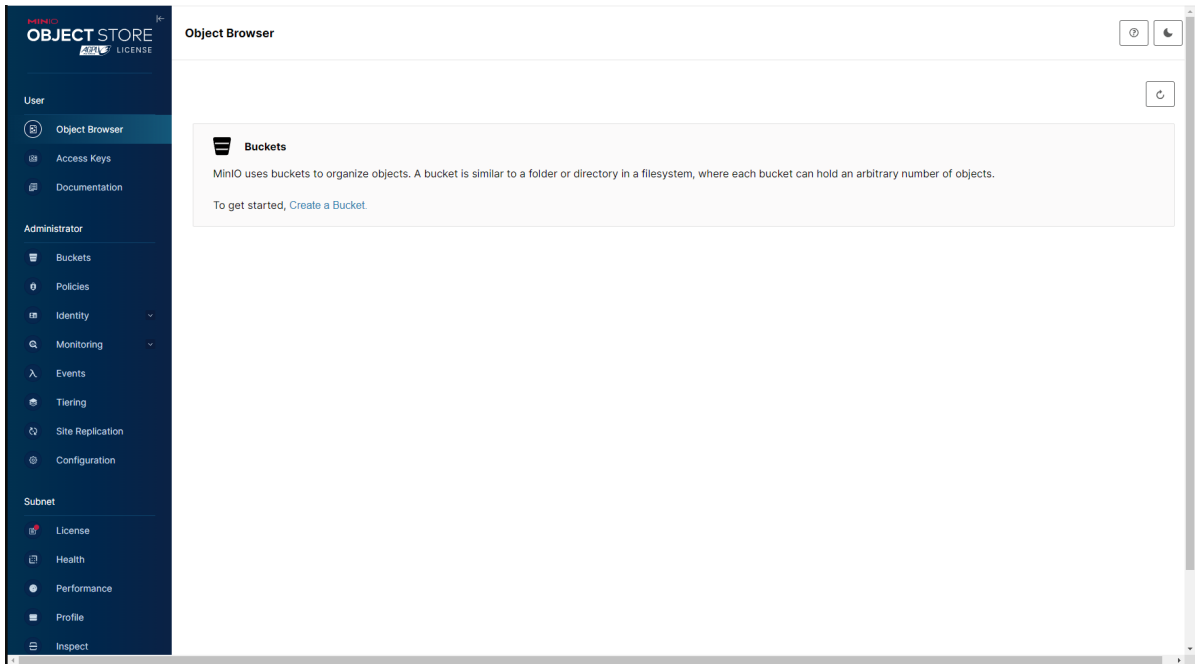 MINIO
OBJECT STORE
AGPLv3 LICENSE
Object Browser
User
Object Browser
Access Keys
Documentation
Buckets
MinIO uses buckets to organize objects. A bucket is similar to a folder or directory in a filesystem, where each bucket can hold an arbitrary number of objects.
To get started, Create a Bucket.
Administrator
Buckets
Policies
Identity
Monitoring
Events
Tiering
Site Replication
Configuration
Subnet
License
Health
Performance
Profile
Inspect